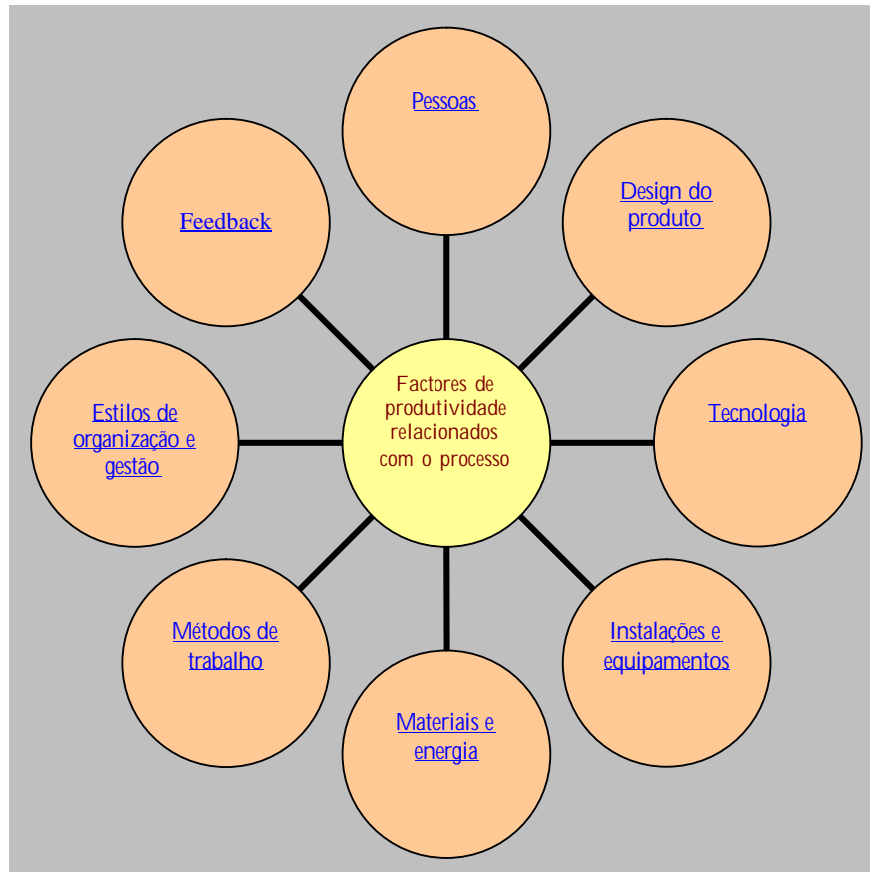 Pessoas
Design do
produto
Feedback
Factores de
produtividade
relacionados
com o processo
Estilos de
organização e
gestão
Tecnologia
Métodos de
trabalho
Instalações e
equipamentos
Materiais e
energia